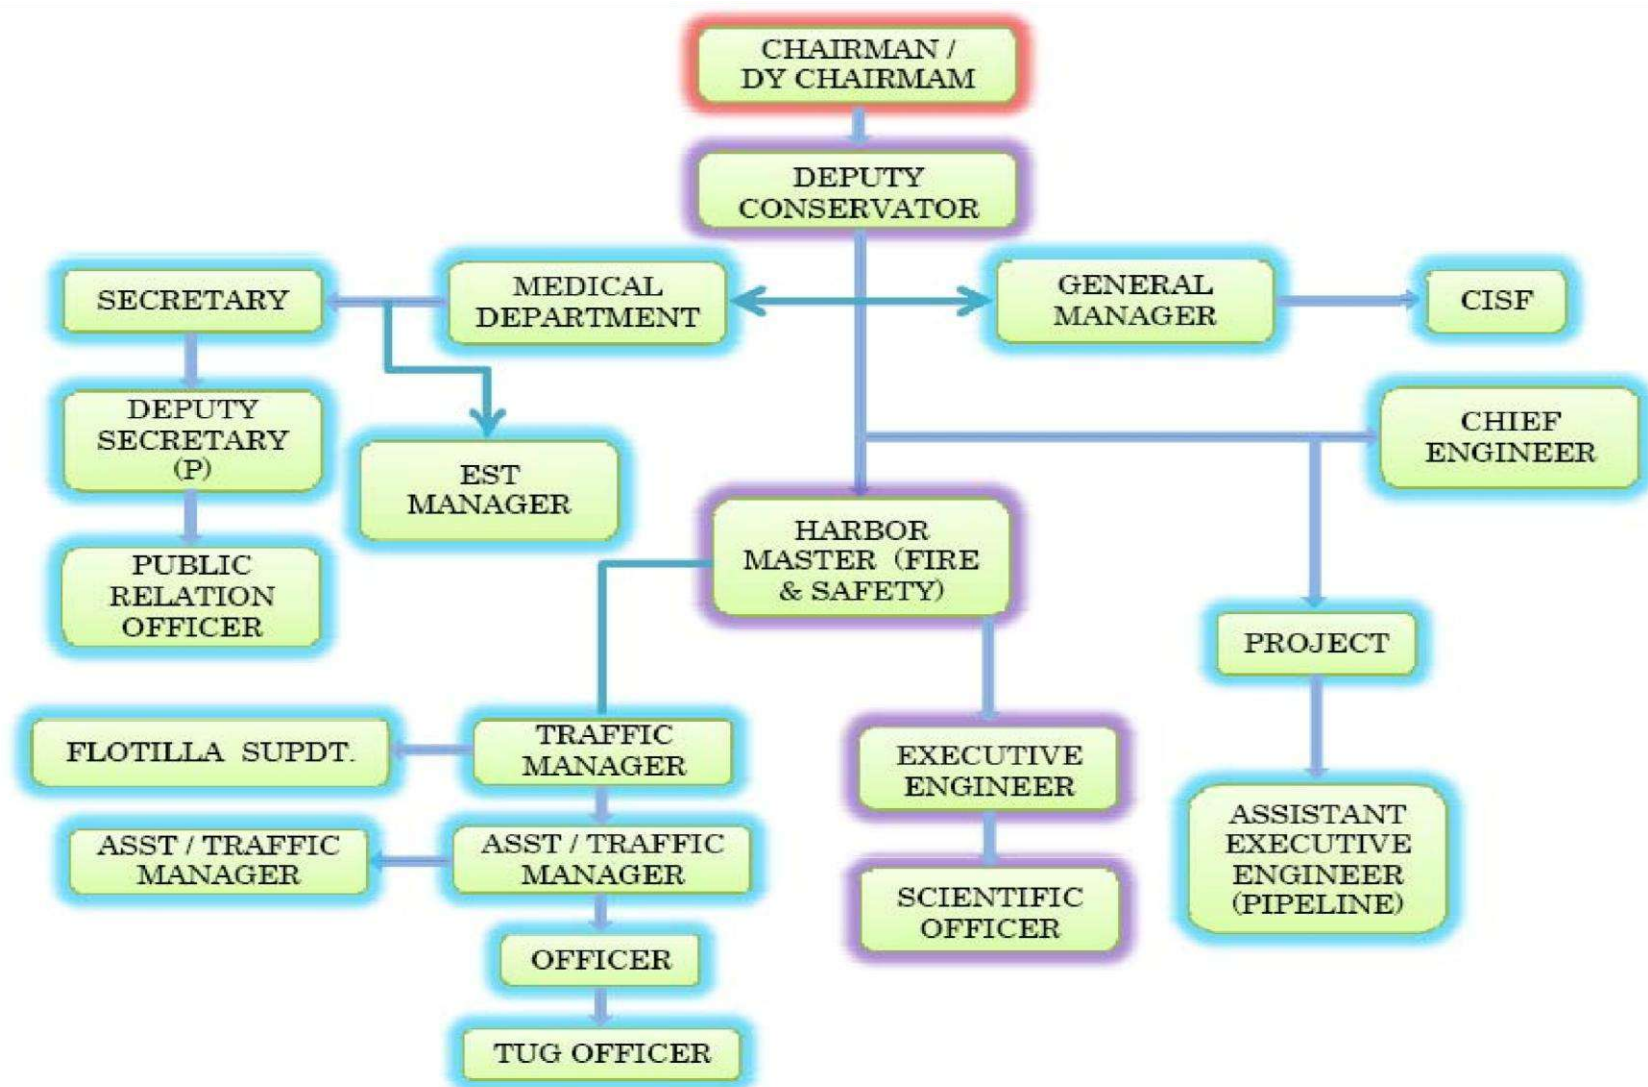 CHAIRMAN /
DY CHAIRMAM
DEPUTY
CONSERVATOR
SECRETARY
MEDICAL
DEPARTMENT
GENERAL
MANAGER
CISF
DEPUTY
SECRETARY
(P)
EST
MANAGER
CHIEF
ENGINEER
HARBOR
MASTER (FIRE
& SAFETY)
PUBLIC
RELATION
OFFICER
PROJECT
FLOTILLA SUPDT.
TRAFFIC
MANAGER
EXECUTIVE
ENGINEER
ASSISTANT
EXECUTIVE
ENGINEER
(PIPELINE)
ASST / TRAFFIC
MANAGER
ASST / TRAFFIC
MANAGER
SCIENTIFIC
OFFICER
OFFICER
TUG OFFICER